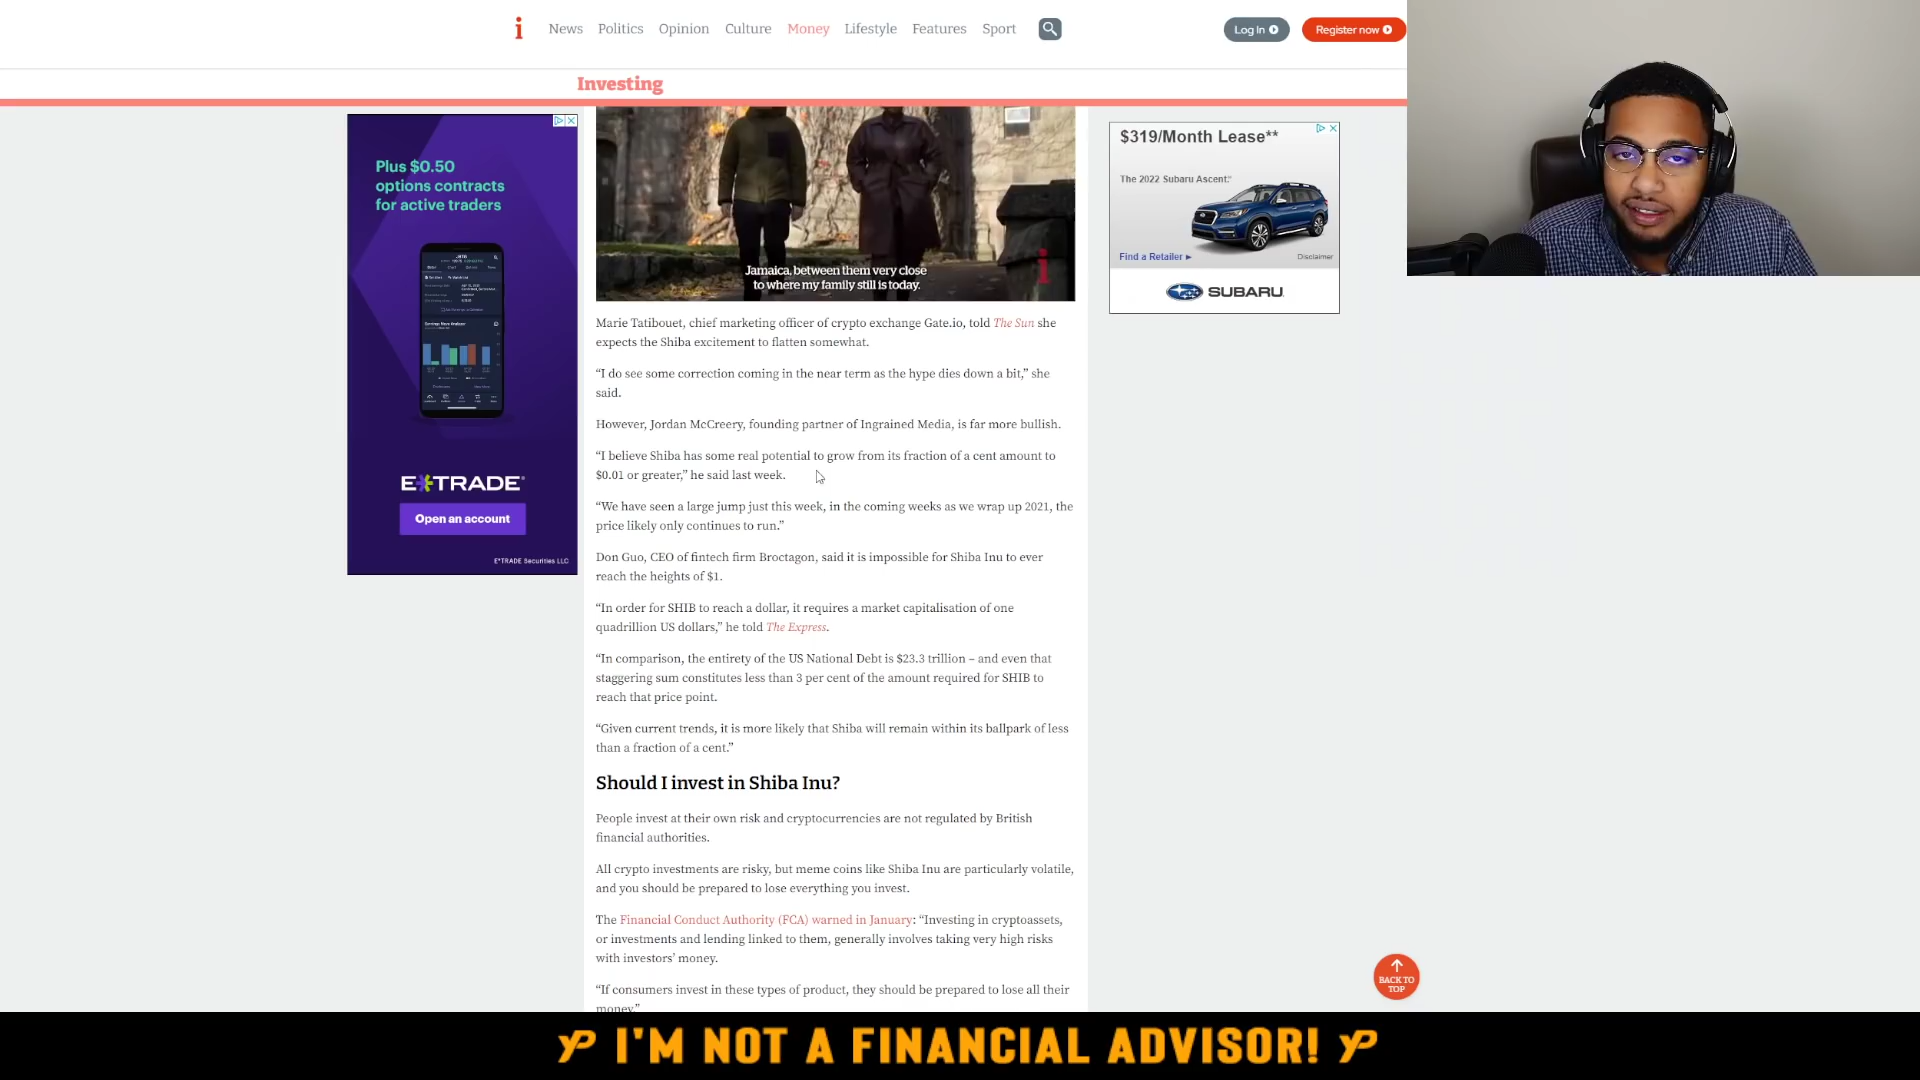 i News Politics Opinion Culture Money Lifestyle Features Sport
Log In
Register now
Investing
Plus $0.50
options contracts
for active traders
E*TRADE
Open an account
E*TRADE Securities LLC
Jamaica, between them very close
to where my family still is today.
i
$319/Month Lease**
The 2022 Subaru Ascent.
Find a Retailer
Disclaimer
SUBARU
Marie Tatibouet, chief marketing officer of crypto exchange Gate.io, told The Sun she
expects the Shiba excitement to flatten somewhat.
“I do see some correction coming in the near term as the hype dies down a bit,” she
said.
However, Jordan McCreery, founding partner of Ingrained Media, is far more bullish.
“I believe Shiba has some real potential to grow from its fraction of a cent amount to
$0.01 or greater,” he said last week.
“We have seen a large jump just this week, in the coming weeks as we wrap up 2021, the
price likely only continues to run.”
Don Guo, CEO of fintech firm Broctagon, said it is impossible for Shiba Inu to ever
reach the heights of $1.
“In order for SHIB to reach a dollar, it requires a market capitalisation of one
quadrillion US dollars,” he told The Express.
“In comparison, the entirety of the US National Debt is $23.3 trillion – and even that
staggering sum constitutes less than 3 per cent of the amount required for SHIB to
reach that price point.
“Given current trends, it is more likely that Shiba will remain within its ballpark of less
than a fraction of a cent.”
Should I invest in Shiba Inu?
People invest at their own risk and cryptocurrencies are not regulated by British
financial authorities.
All crypto investments are risky, but meme coins like Shiba Inu are particularly volatile,
and you should be prepared to lose everything you invest.
The Financial Conduct Authority (FCA) warned in January: “Investing in cryptoassets,
or investments and lending linked to them, generally involves taking very high risks
with investors’ money.
“If consumers invest in these types of product, they should be prepared to lose all their
money.”
BACK TO
TOP
YP I'M NOT A FINANCIAL ADVISOR! YP